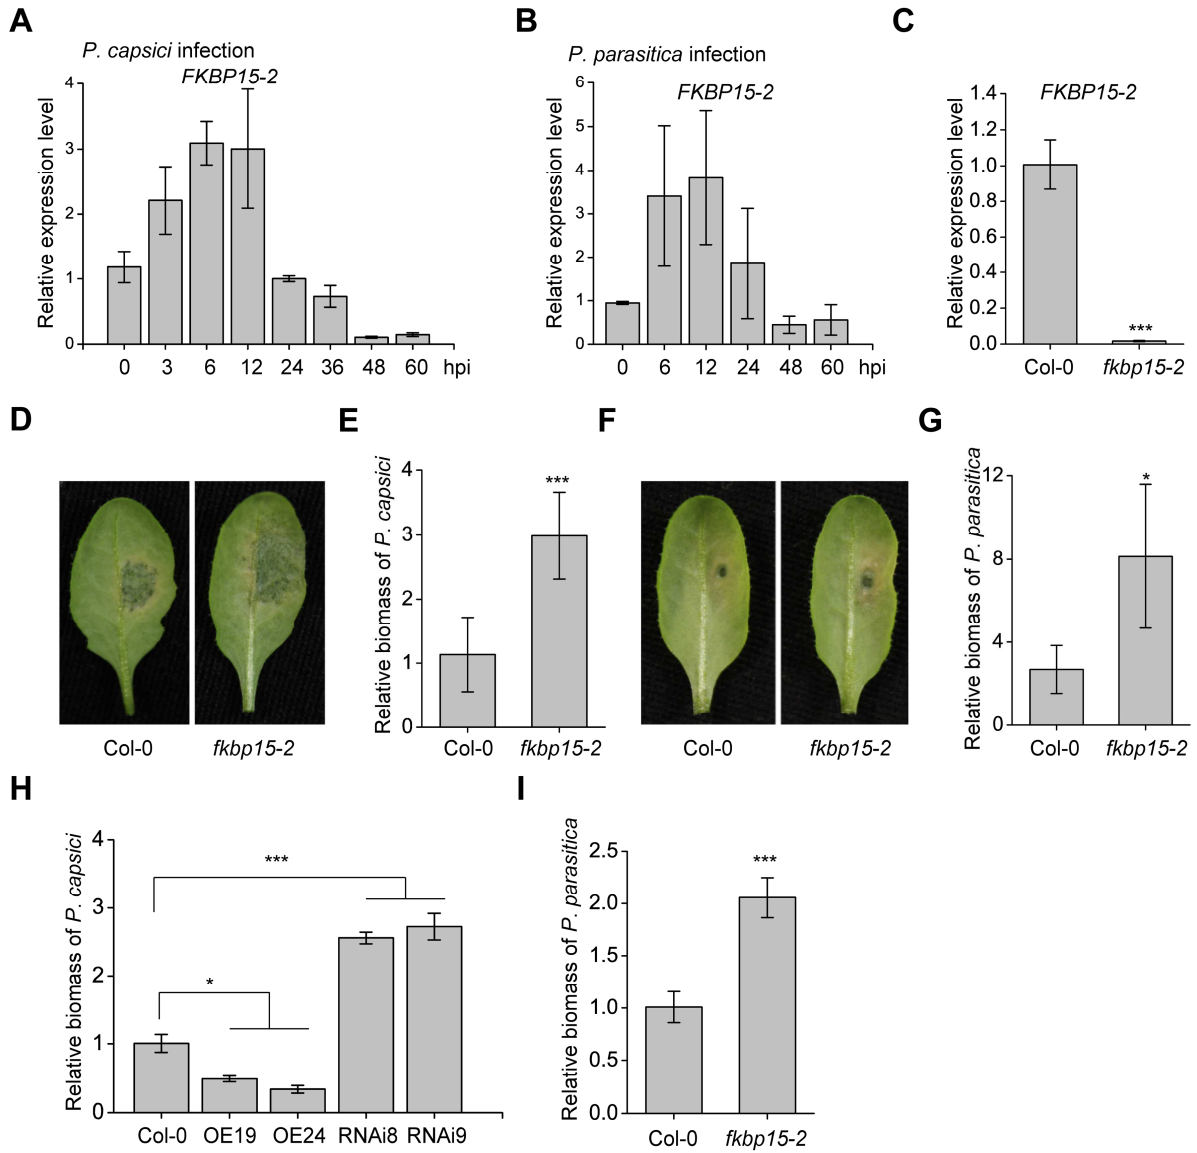 A
P. capsici infection
FKBP15-2
Relative expression level
4
3
2
1
0
0 3 6 12 24 36 48 60 hpi
B
P. parasitica infection
FKBP15-2
Relative expression level
6
5
4
3
2
1
0
0 6 12 24 48 60 hpi
C
FKBP15-2
Relative expression level
1.4
1.2
1.0
0.8
0.6
0.4
0.2
0.0
***
Col-0 fkbp15-2
D
Col-0 fkbp15-2
E
Relative biomass of P. capsici
4
3
2
1
0
***
Col-0 fkbp15-2
F
Col-0 fkbp15-2
G
Relative biomass of P. parasitica
12
8
4
0
*
Col-0 fkbp15-2
H
Relative biomass of P. capsici
4
3
2
1
0
***
*
Col-0 OE19 OE24 RNAi8 RNAi9
I
Relative biomass of P. parasitica
2.5
2.0
1.5
1.0
0.5
0.0
***
Col-0 fkbp15-2